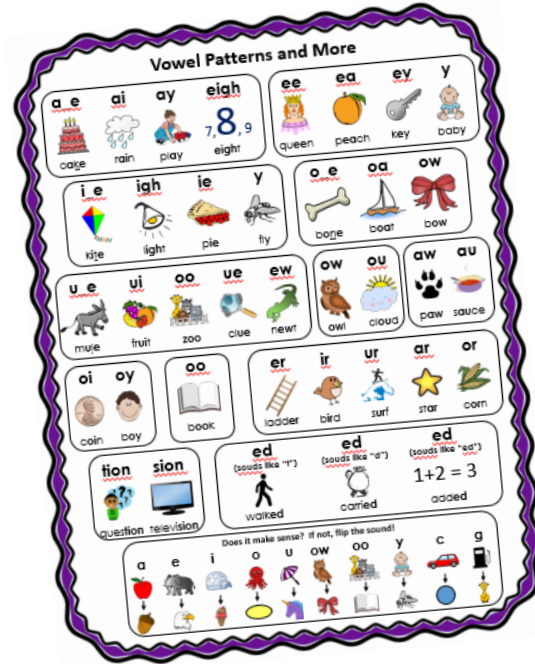 Vowel Patterns and More
a_e ai ay eigh
7, 8, 9
cake rain play eight
ee ea ey y
queen peach key baby
i_e igh ie y
kite light pie fly
o_e oa ow
bone boat bow
u_e ui oo ue ew
mule fruit zoo clue newt
ow ou
owl cloud
aw au
paw sauce
oi oy
coin boy
oo
book
er ir ur ar or
ladder bird surf star corn
tion sion
question television
ed ed ed
(souds like "t") (souds like "d") (souds like "ed")
1+2 = 3
walked carried added
Does it make sense? If not, flip the sound!
a e i o u ow oo y c g